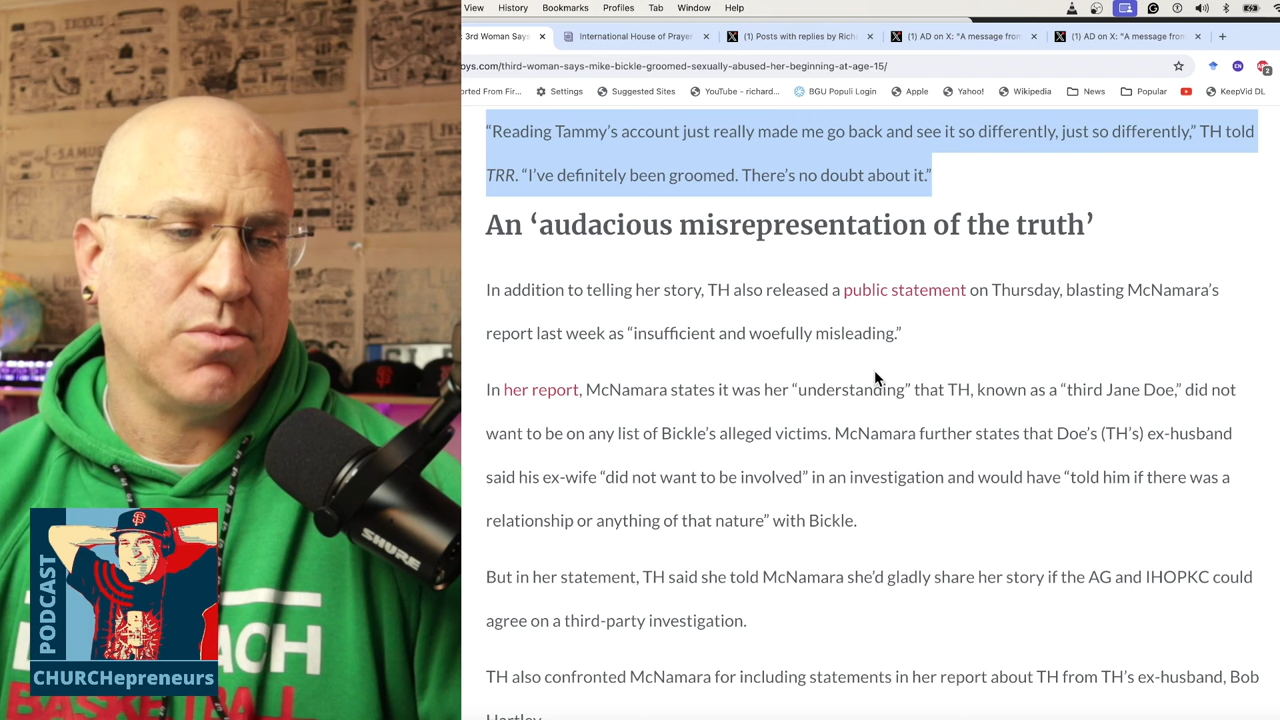 View History Bookmarks Profiles Tab Window Help
3rd Woman Says
International House of Prayer
(1) Posts with replies by Rich
(1) AD on X: "A message from
(1) AD on X: "A message from
oys.com/third-woman-says-mike-bickle-groomed-sexually-abused-her-beginning-at-age-15/
EN
2
orted From Fir... Settings Suggested Sites YouTube - richard... BGU Populi Login Apple Yahoo! Wikipedia News Popular KeepVid DL
“Reading Tammy’s account just really made me go back and see it so differently, just so differently,” TH told
TRR. “I’ve definitely been groomed. There’s no doubt about it.”
An ‘audacious misrepresentation of the truth’
In addition to telling her story, TH also released a public statement on Thursday, blasting McNamara’s
report last week as “insufficient and woefully misleading.”
In her report, McNamara states it was her “understanding” that TH, known as a “third Jane Doe,” did not
want to be on any list of Bickle’s alleged victims. McNamara further states that Doe’s (TH’s) ex-husband
said his ex-wife “did not want to be involved” in an investigation and would have “told him if there was a
relationship or anything of that nature” with Bickle.
But in her statement, TH said she told McNamara she’d gladly share her story if the AG and IHOPKC could
agree on a third-party investigation.
TH also confronted McNamara for including statements in her report about TH from TH’s ex-husband, Bob
Hartley
SHURE
PODCAST
CHURCHepreneurs
ACH
BASKETBALL